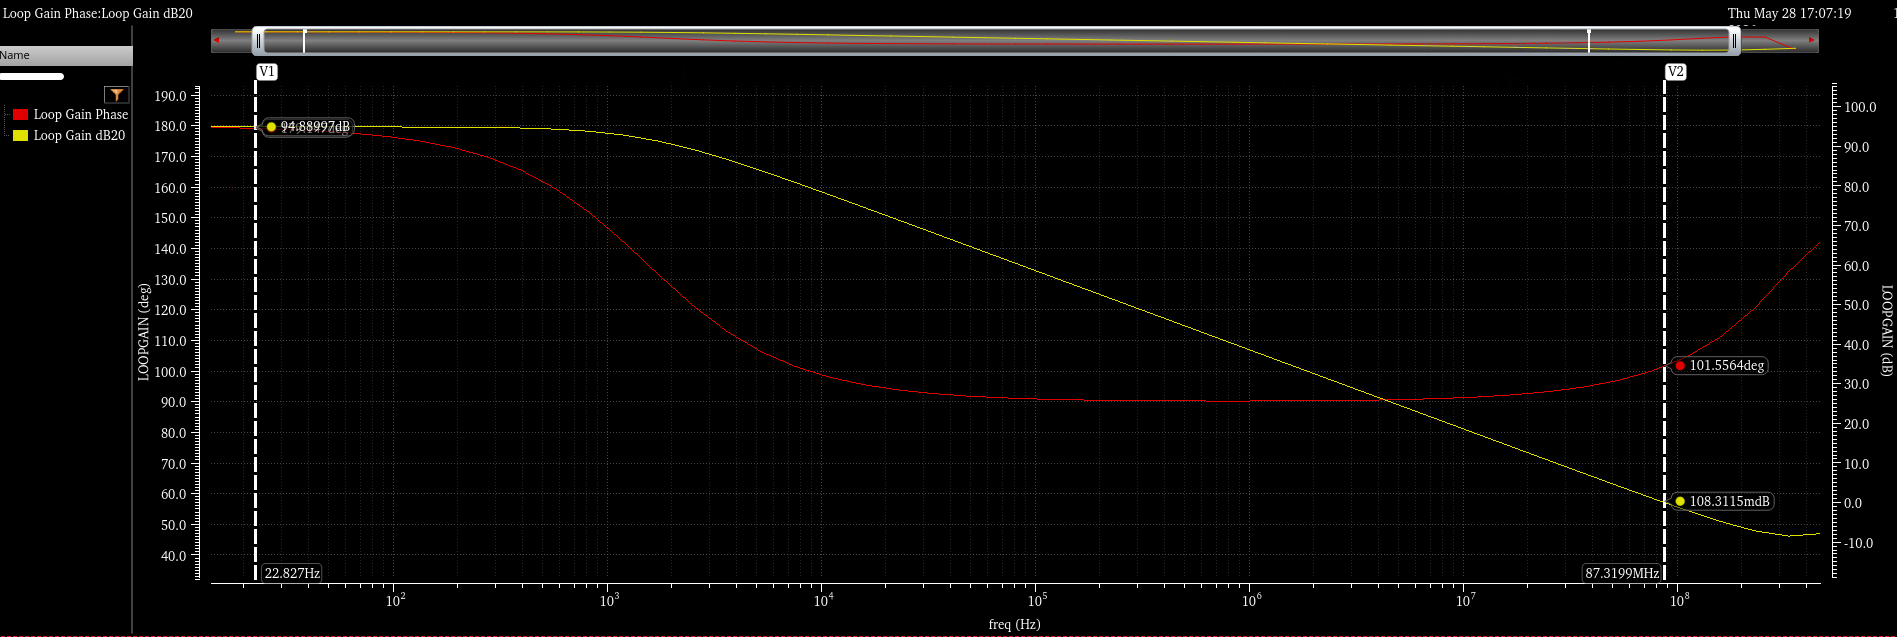 Loop Gain Phase:Loop Gain dB20
Thu May 28 17:07:19
Name
Loop Gain Phase
Loop Gain dB20
V1
V2
190.0
180.0
170.0
160.0
150.0
140.0
130.0
120.0
110.0
100.0
90.0
80.0
70.0
60.0
50.0
40.0
LOOPGAIN (deg)
94.88997dB
101.5564deg
108.3115mdB
22.827Hz
87.3199MHz
100.0
90.0
80.0
70.0
60.0
50.0
40.0
30.0
20.0
10.0
0.0
-10.0
LOOPGAIN (dB)
10² 10³ 10⁴ 10⁵ 10⁶ 10⁷ 10⁸
freq (Hz)